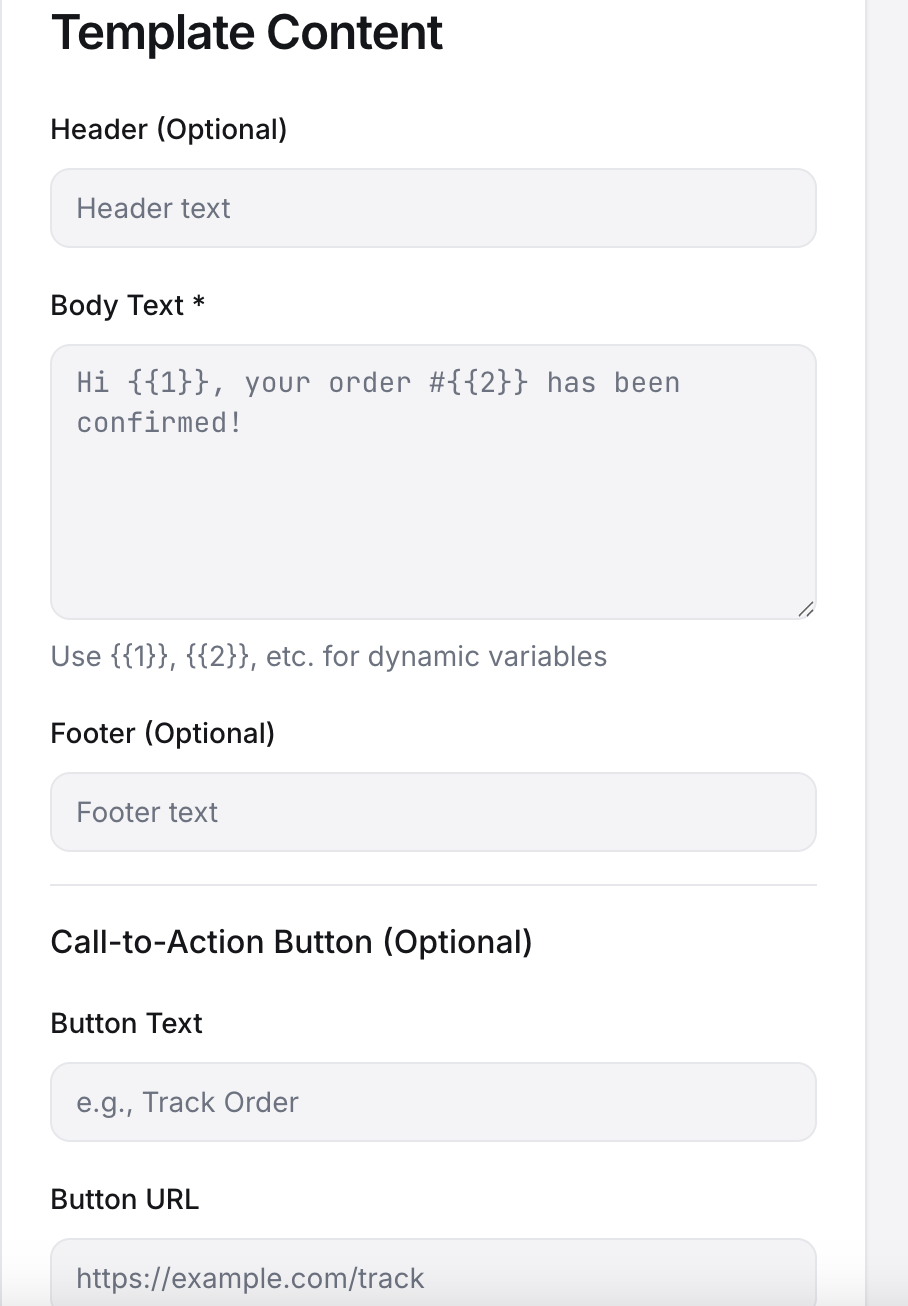 Template Content
Header (Optional)
Header text
Body Text *
Hi {{1}}, your order #{{2}} has been
confirmed!
Use {{1}}, {{2}}, etc. for dynamic variables
Footer (Optional)
Footer text
Call-to-Action Button (Optional)
Button Text
e.g., Track Order
Button URL
https://example.com/track